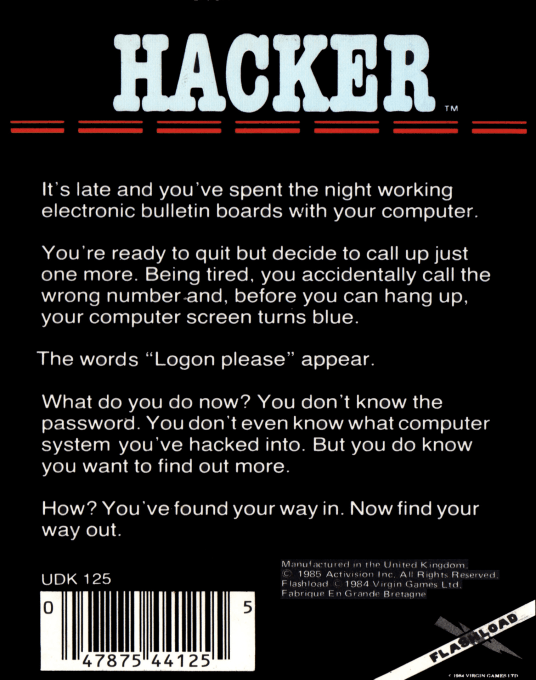 HACKER TM
It's late and you've spent the night working
electronic bulletin boards with your computer.
You're ready to quit but decide to call up just
one more. Being tired, you accidentally call the
wrong number and, before you can hang up,
your computer screen turns blue.
The words “Logon please” appear.
What do you do now? You don't know the
password. You don't even know what computer
system you've hacked into. But you do know
you want to find out more.
How? You've found your way in. Now find your
way out.
UDK 125
0 47875 44125 5
Manufactured in the United Kingdom.
© 1985 Activision Inc. All Rights Reserved.
Flashload © 1984 Virgin Games Ltd.
Fabrique En Grande Bretagne
FLASHLOAD
© 1984 VIRGIN GAMES LTD